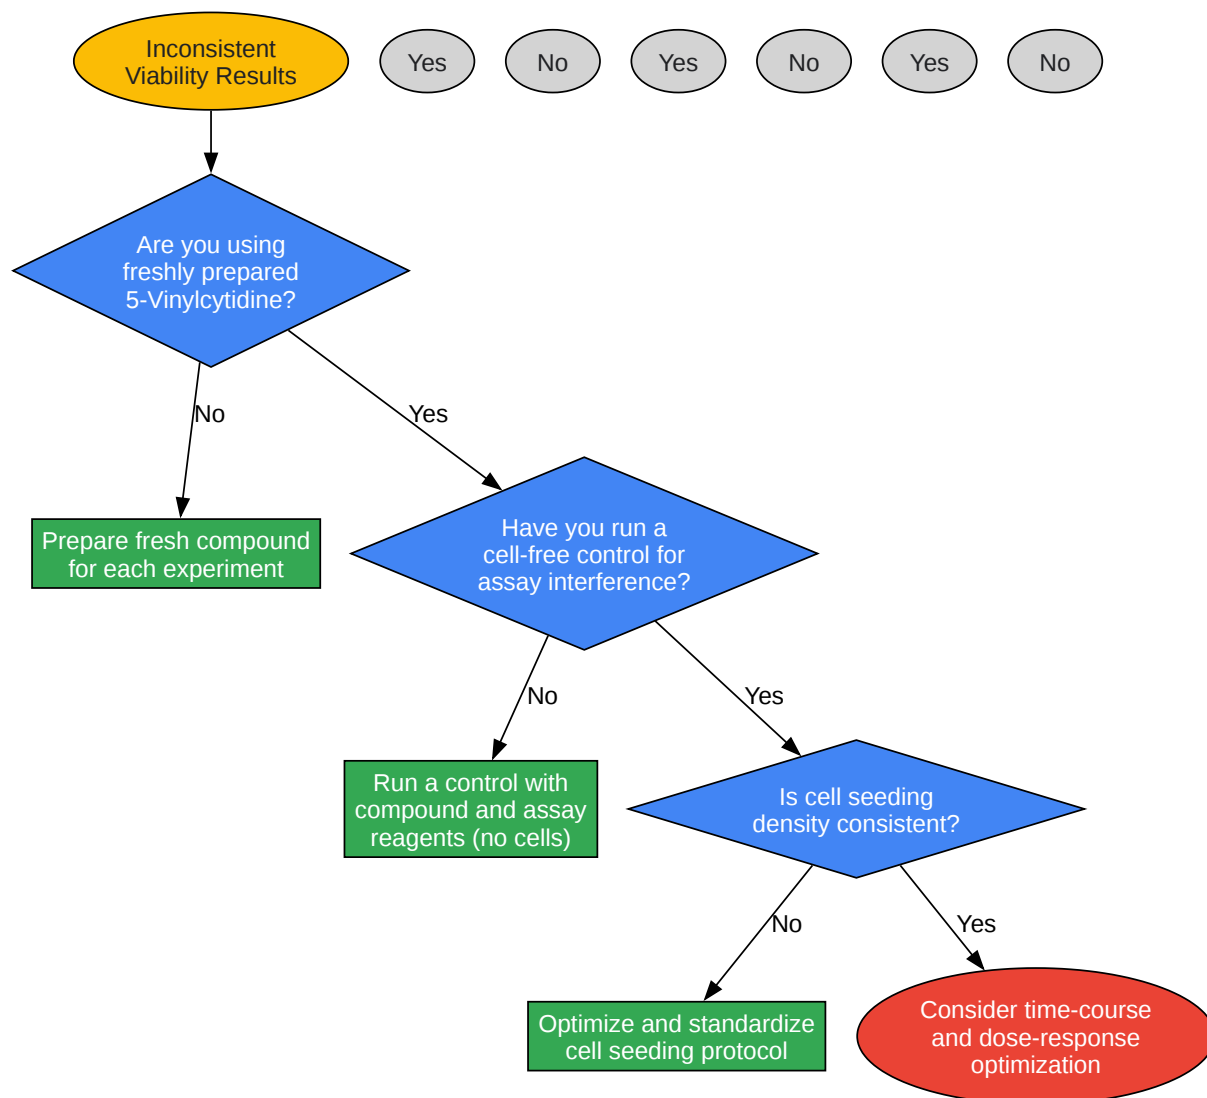 Inconsistent
Viability Results
Yes
No
Yes
No
Yes
No
Are you using
freshly prepared
5-Vinylcytidine?
No
Yes
Prepare fresh compound
for each experiment
Have you run a
cell-free control for
assay interference?
No
Yes
Run a control with
compound and assay
reagents (no cells)
Is cell seeding
density consistent?
No
Yes
Optimize and standardize
cell seeding protocol
Consider time-course
and dose-response
optimization